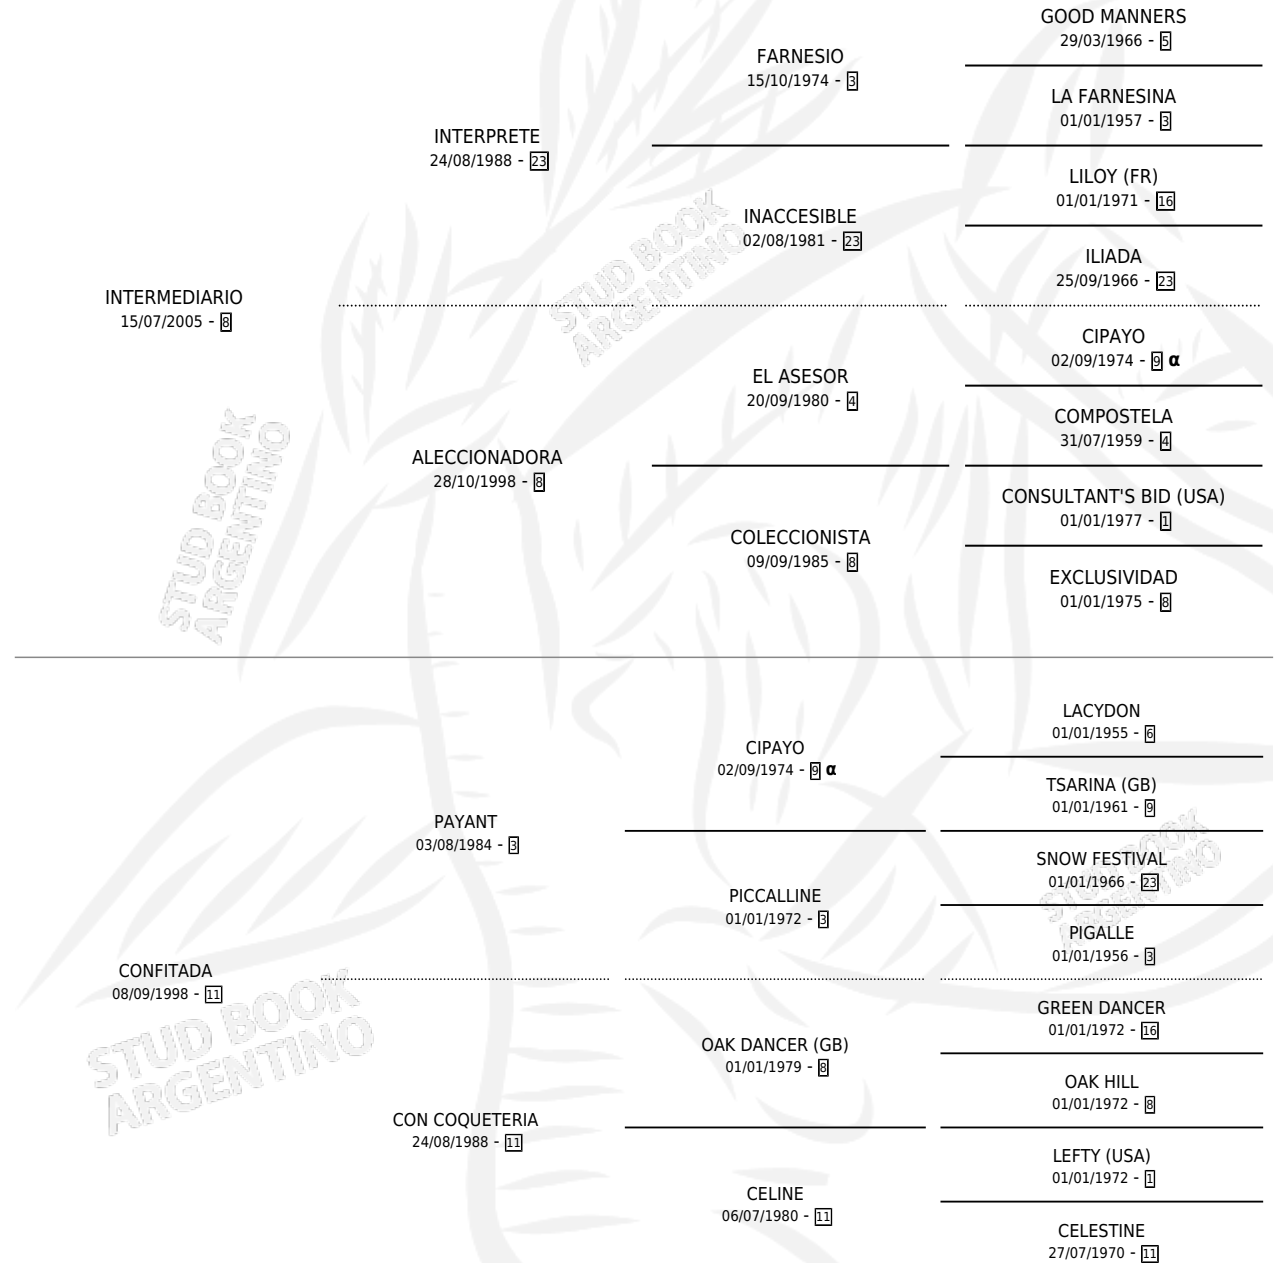 GOOD MANNERS
29/03/1966 - 5
FARNESIO
15/10/1974 - 3
LA FARNESINA
01/01/1957 - 3
INTERPRETE
24/08/1988 - 23
LILOY (FR)
01/01/1971 - 16
INACCESIBLE
02/08/1981 - 23
ILIADA
25/09/1966 - 23
INTERMEDIARIO
15/07/2005 - 8
CIPAYO
02/09/1974 - 9 α
EL ASESOR
20/09/1980 - 4
COMPOSTELA
31/07/1959 - 4
ALECCIONADORA
28/10/1998 - 8
CONSULTANT'S BID (USA)
01/01/1977 - 1
COLECCIONISTA
09/09/1985 - 8
EXCLUSIVIDAD
01/01/1975 - 8
LACYDON
01/01/1955 - 6
CIPAYO
02/09/1974 - 9 α
TSARINA (GB)
01/01/1961 - 9
PAYANT
03/08/1984 - 3
SNOW FESTIVAL
01/01/1966 - 23
PICCALLINE
01/01/1972 - 3
PIGALLE
01/01/1956 - 3
CONFITADA
08/09/1998 - 11
GREEN DANCER
01/01/1972 - 16
OAK DANCER (GB)
01/01/1979 - 8
OAK HILL
01/01/1972 - 8
CON COQUETERIA
24/08/1988 - 11
LEFTY (USA)
01/01/1972 - 1
CELINE
06/07/1980 - 11
CELESTINE
27/07/1970 - 11
STUD BOOK
ARGENTINO
STUD BOOK
ARGENTINO
STUD BOOK
ARGENTINO
STUD BOOK
ARGENTINO